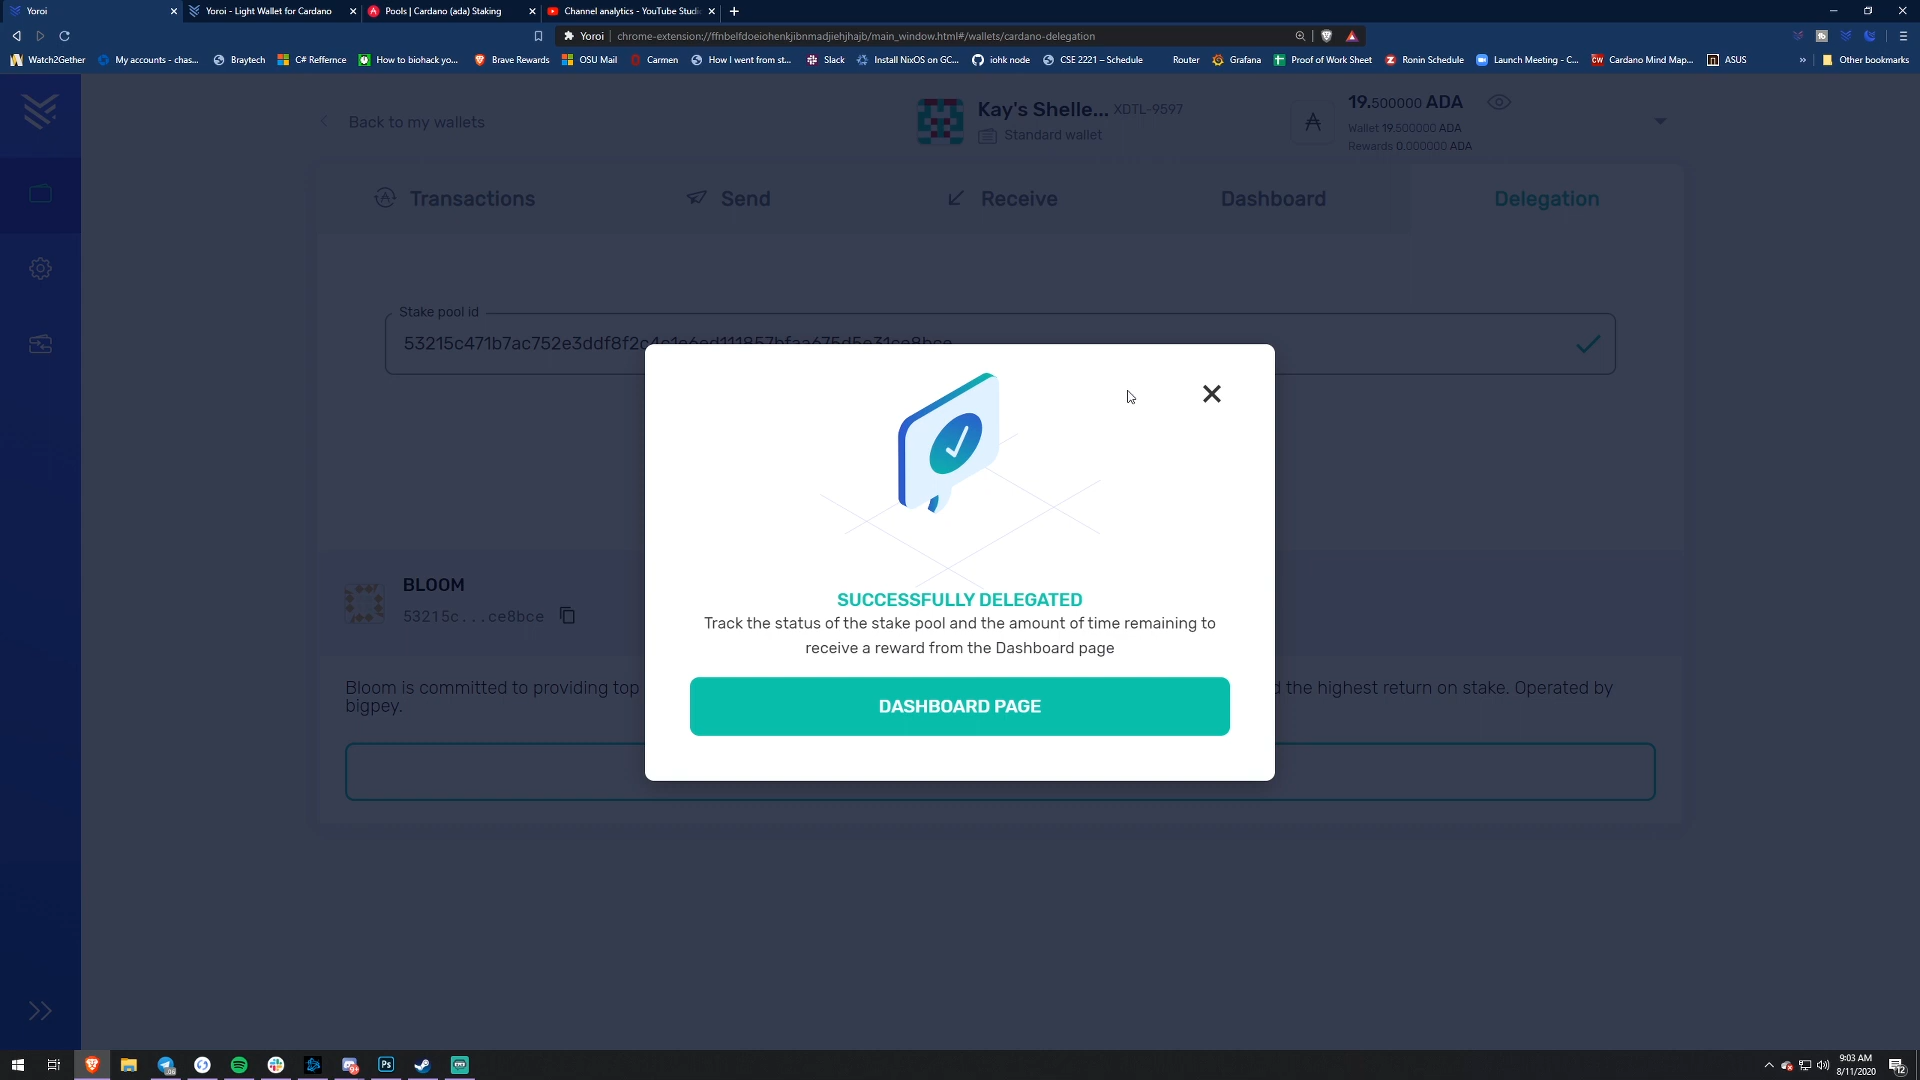 Yoroi
Yoroi - Light Wallet for Cardano
Pools | Cardano (ada) Staking
Channel analytics - YouTube Studi
Yoroi
chrome-extension://ffnbelfdoeiohenkjibnmadjiehjhajb/main_window.html#/wallets/cardano-delegation
Watch2Gether
My accounts - chas...
Braytech
C# Reffernce
How to biohack yo...
Brave Rewards
OSU Mail
Carmen
How I went from st...
Slack
Install NixOS on GC...
iohk node
CSE 2221 – Schedule
Router
Grafana
Proof of Work Sheet
Ronin Schedule
Launch Meeting - C...
Cardano Mind Map...
ASUS
»
Other bookmarks
Back to my wallets
Kay's Shelle... XDTL-9597
Standard wallet
19.500000 ADA
Wallet 19.500000 ADA
Rewards 0.000000 ADA
Transactions
Send
Receive
Dashboard
Delegation
Stake pool id
SUCCESSFULLY DELEGATED
Track the status of the stake pool and the amount of time remaining to
receive a reward from the Dashboard page
DASHBOARD PAGE
BLOOM
53215c...ce8bce
Bloom is committed to providing top
the highest return on stake. Operated by
bigpey.
9:03 AM
8/11/2020